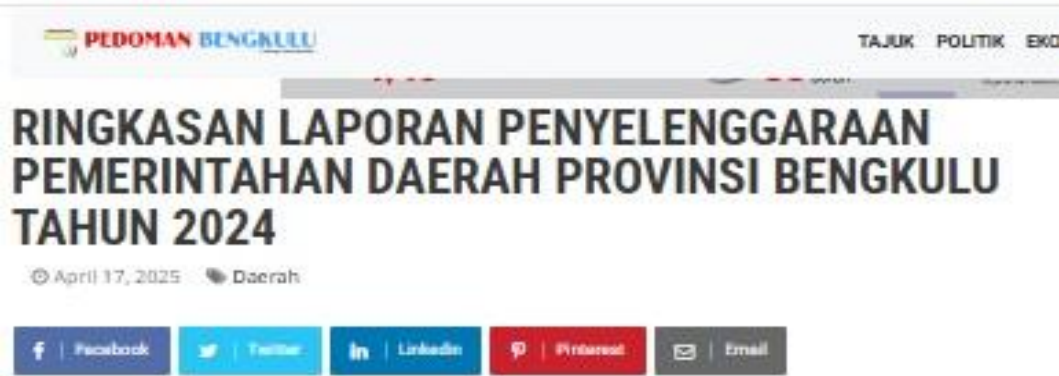 PEDOMAN BENGKULU
TAJUK POLITIK EKO
RINGKASAN LAPORAN PENYELENGGARAAN
PEMERINTAHAN DAERAH PROVINSI BENGKULU
TAHUN 2024
April 17, 2025 Daerah
Facebook
Twitter
Linkedin
Pinterest
Email